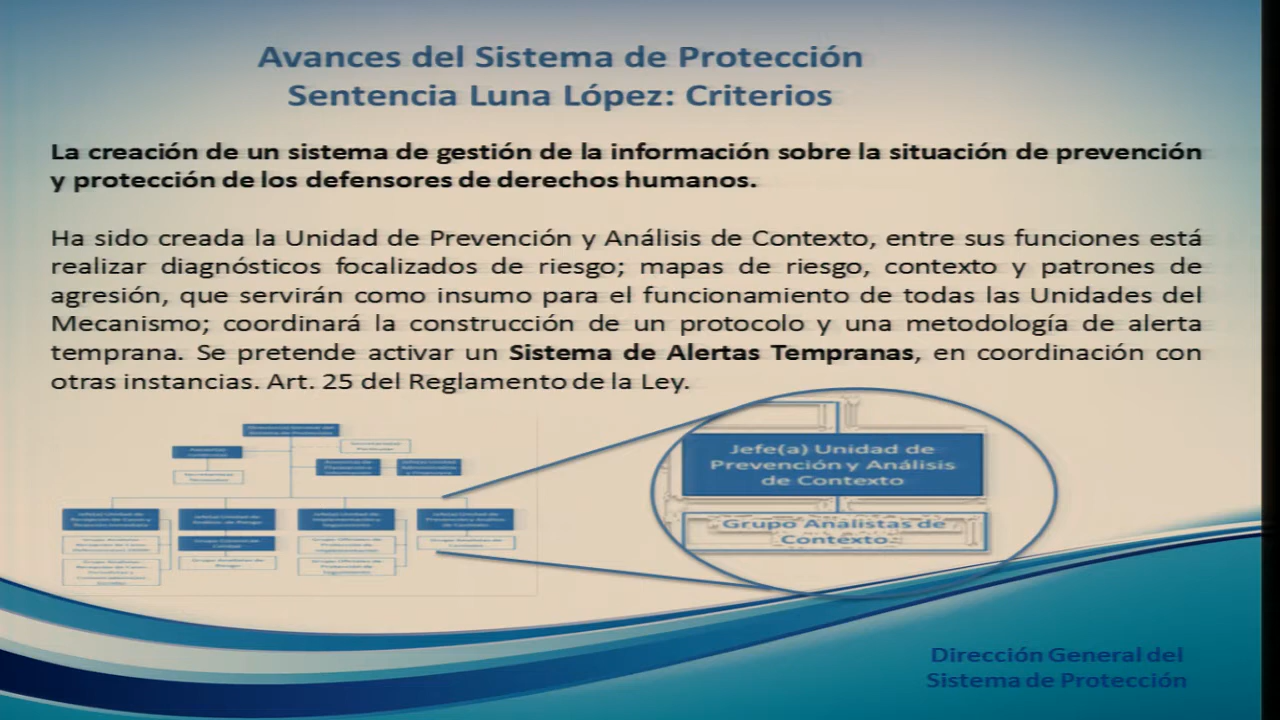 Avances del Sistema de Protección
Sentencia Luna López: Criterios
La creación de un sistema de gestión de la información sobre la situación de prevención
y protección de los defensores de derechos humanos.
Ha sido creada la Unidad de Prevención y Análisis de Contexto, entre sus funciones está
realizar diagnósticos focalizados de riesgo; mapas de riesgo, contexto y patrones de
agresión, que servirán como insumo para el funcionamiento de todas las Unidades del
Mecanismo; coordinará la construcción de un protocolo y una metodología de alerta
temprana. Se pretende activar un Sistema de Alertas Tempranas, en coordinación con
otras instancias. Art. 25 del Reglamento de la Ley.
Jefe(a) Unidad de
Prevención y Análisis
de Contexto
Grupo Análistas de
Contexto
Dirección General del
Sistema de Protección